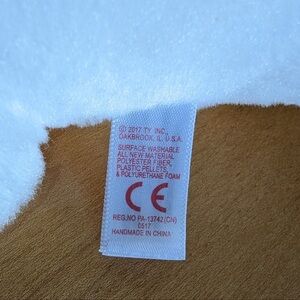 © 2017 TY INC.,
OAKBROOK, IL. U.S.A.
SURFACE WASHABLE
ALL NEW MATERIAL
POLYESTER FIBER,
PLASTIC PELLETS,
& POLYURETHANE FOAM
CE
REG.NO PA-13742(CN)
0517
HANDMADE IN CHINA